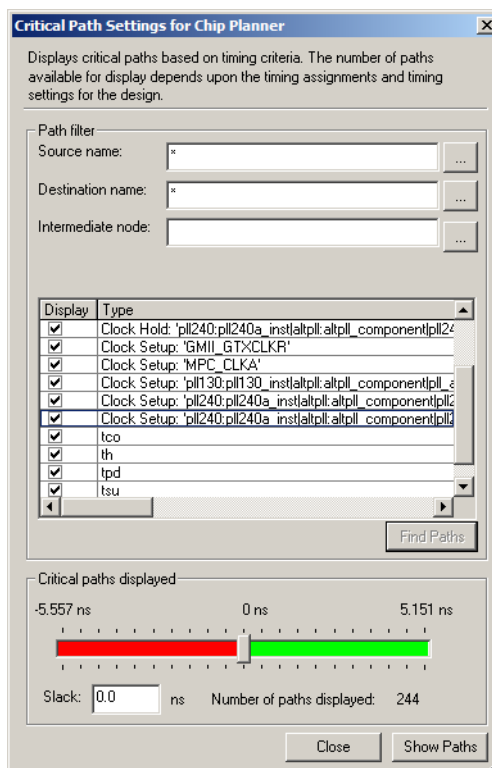 Critical Path Settings for Chip Planner
Displays critical paths based on timing criteria. The number of paths
available for display depends upon the timing assignments and timing
settings for the design.
Path filter
Source name: * ...
Destination name: * ...
Intermediate node: ...
Display Type
Clock Hold: 'pll240:pll240a_inst|altpll:altpll_component|pll24
Clock Setup: 'GMII_GTXCLKR'
Clock Setup: 'MPC_CLKA'
Clock Setup: 'pll130:pll130_inst|altpll:altpll_component|pll_a
Clock Setup: 'pll240:pll240a_inst|altpll:altpll_component|pll2
Clock Setup: 'pll240:pll240a_inst|altpll:altpll_component|pll2
tco
th
tpd
tsu
Find Paths
Critical paths displayed
-5.557 ns 0 ns 5.151 ns
Slack: 0.0 ns Number of paths displayed: 244
Close Show Paths